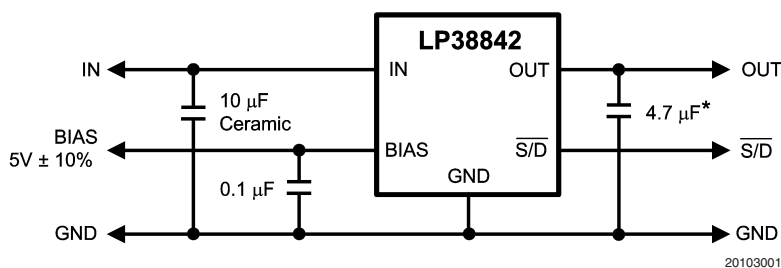 LP38842
IN
IN
OUT
OUT
10 μF
Ceramic
4.7 μF*
BIAS
5V ± 10%
BIAS
S/D
S/D
0.1 μF
GND
GND
GND
20103001